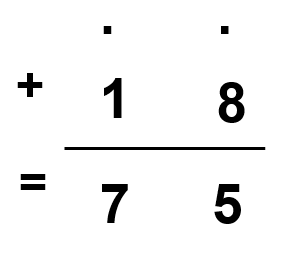 . .
+ 1 8
= 7 5